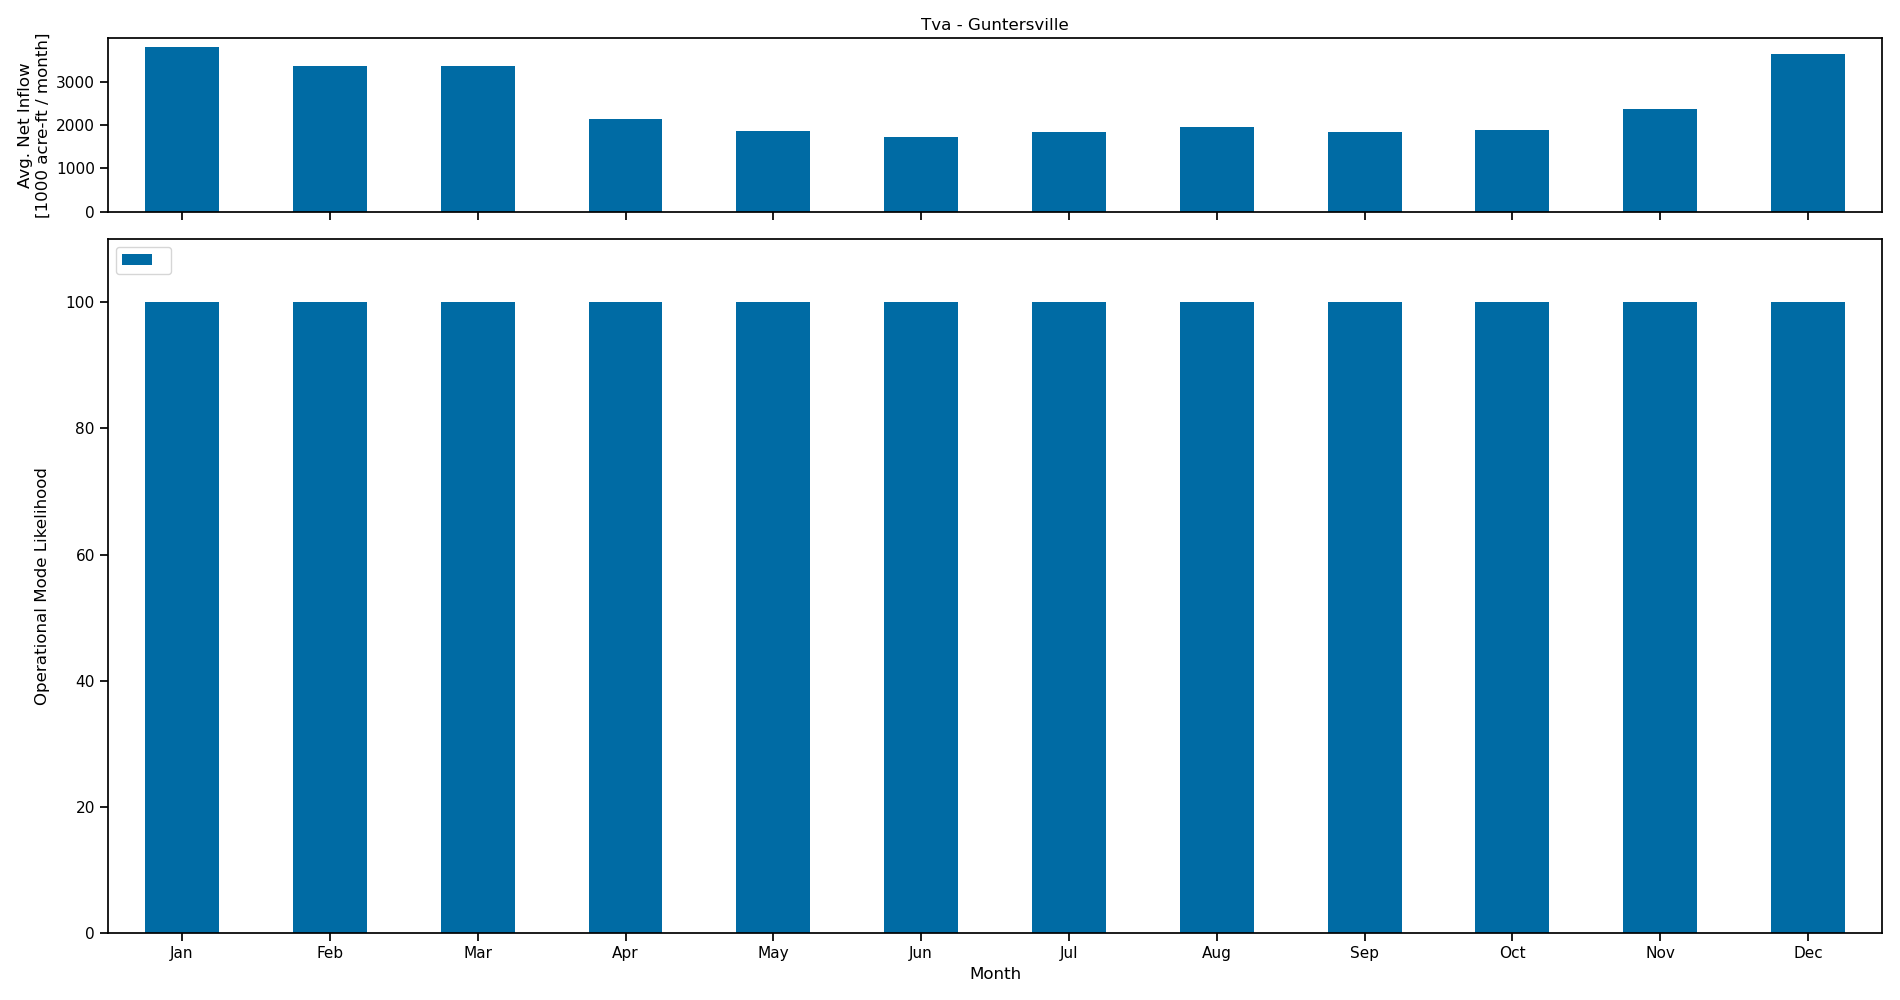 Tva - Guntersville
Avg. Net Inflow
[1000 acre-ft / month]
3000
2000
1000
0
Operational Mode Likelihood
100
80
60
40
20
0
Jan Feb Mar Apr May Jun Jul Aug Sep Oct Nov Dec
Month